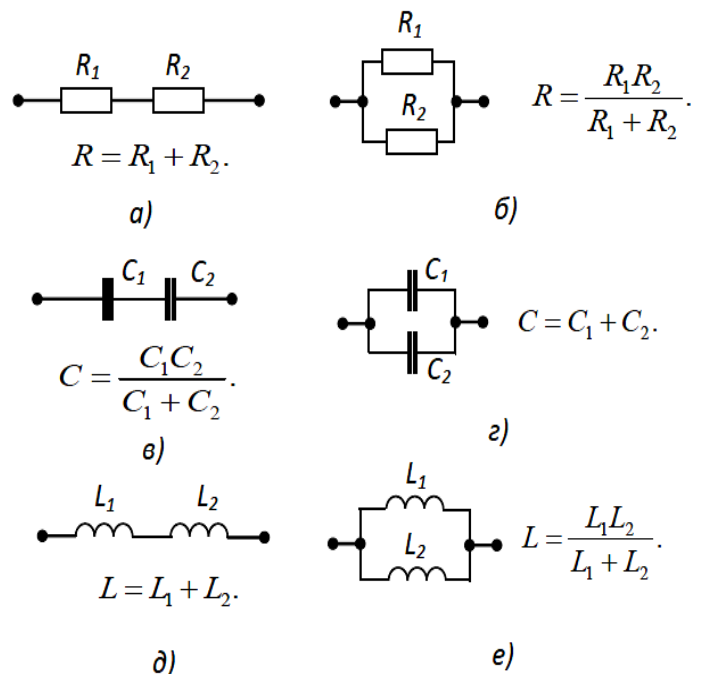 R₁ R₂
R = R₁ + R₂.
а)
R₁
R₂
R = R₁R₂ / (R₁ + R₂).
б)
C₁ C₂
C = C₁C₂ / (C₁ + C₂).
в)
C₁
C₂
C = C₁ + C₂.
г)
L₁ L₂
L = L₁ + L₂.
д)
L₁
L₂
L = L₁L₂ / (L₁ + L₂).
е)